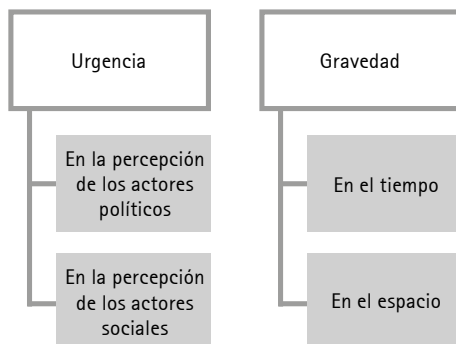 Urgencia
En la percepción
de los actores
políticos
En la percepción
de los actores
sociales
Gravedad
En el tiempo
En el espacio